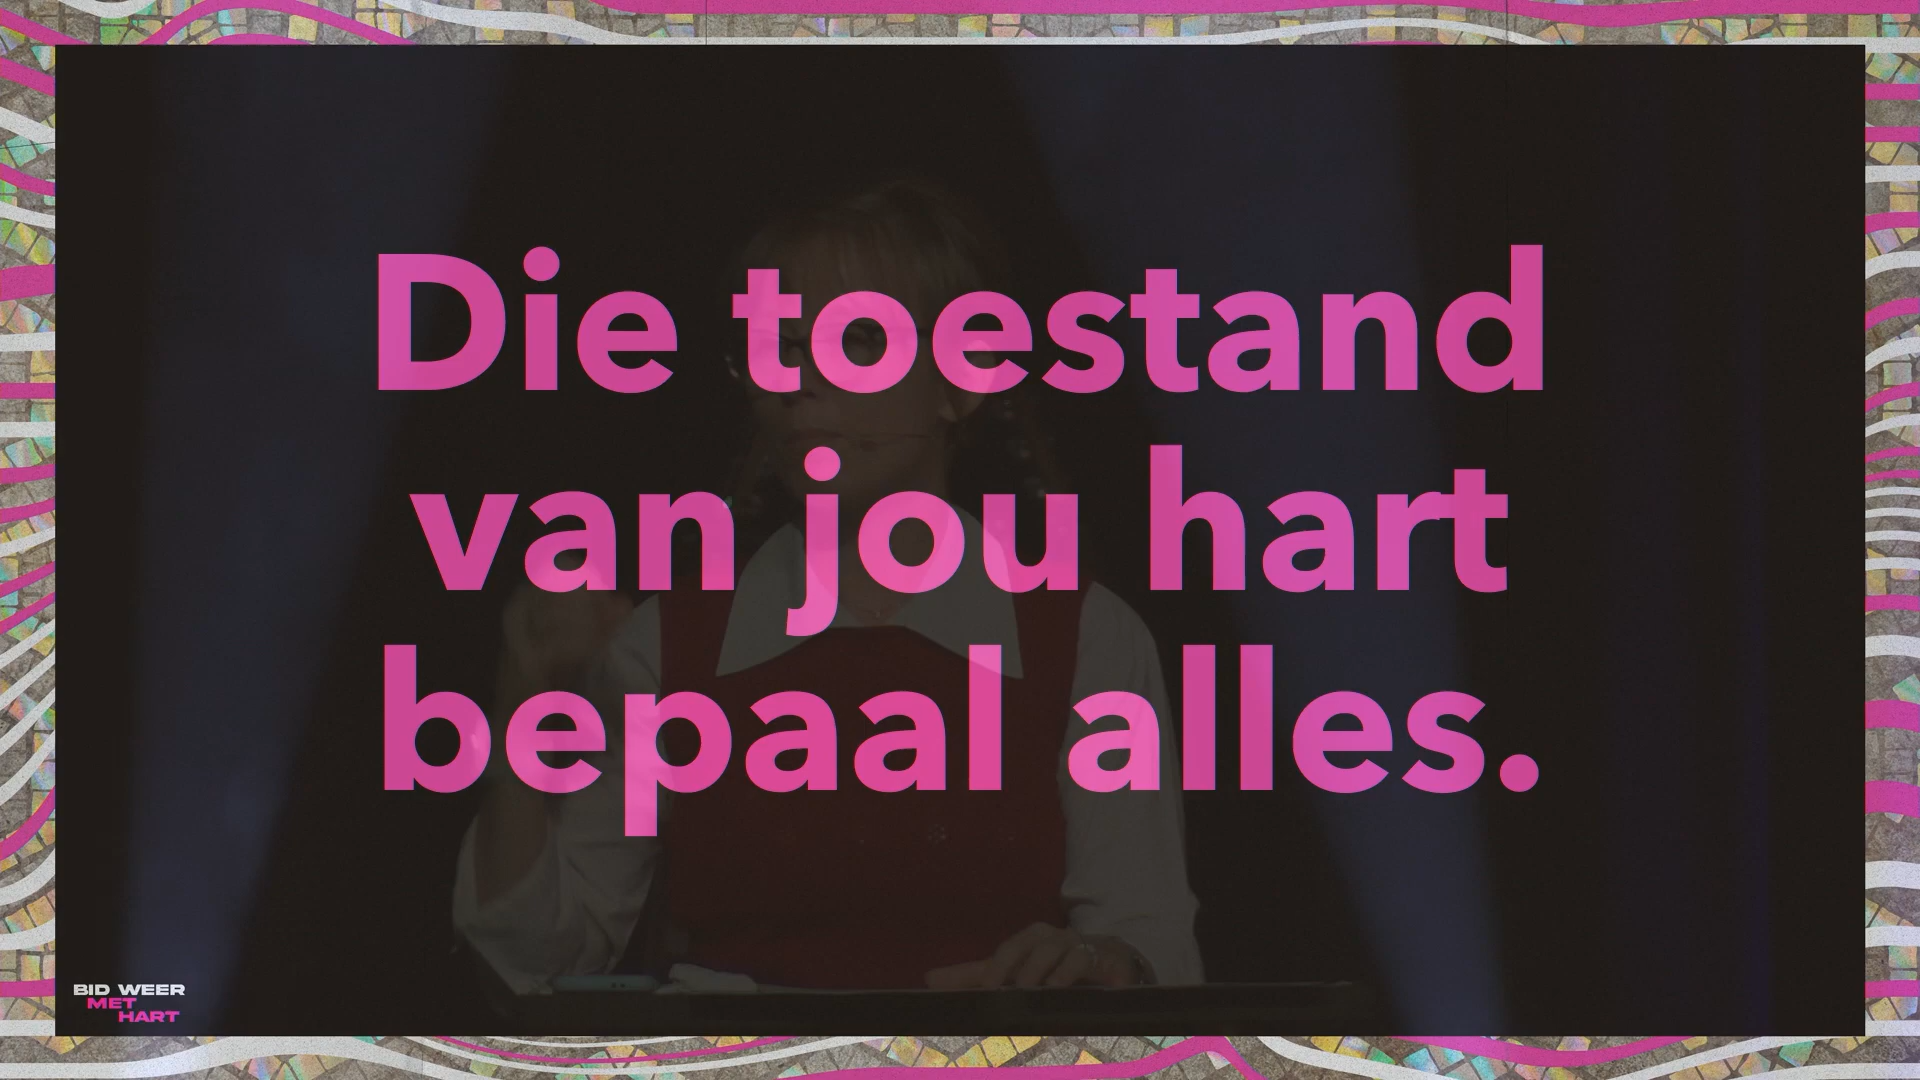 Die toestand
van jou hart
bepaal alles.
BID WEER
MET
HART